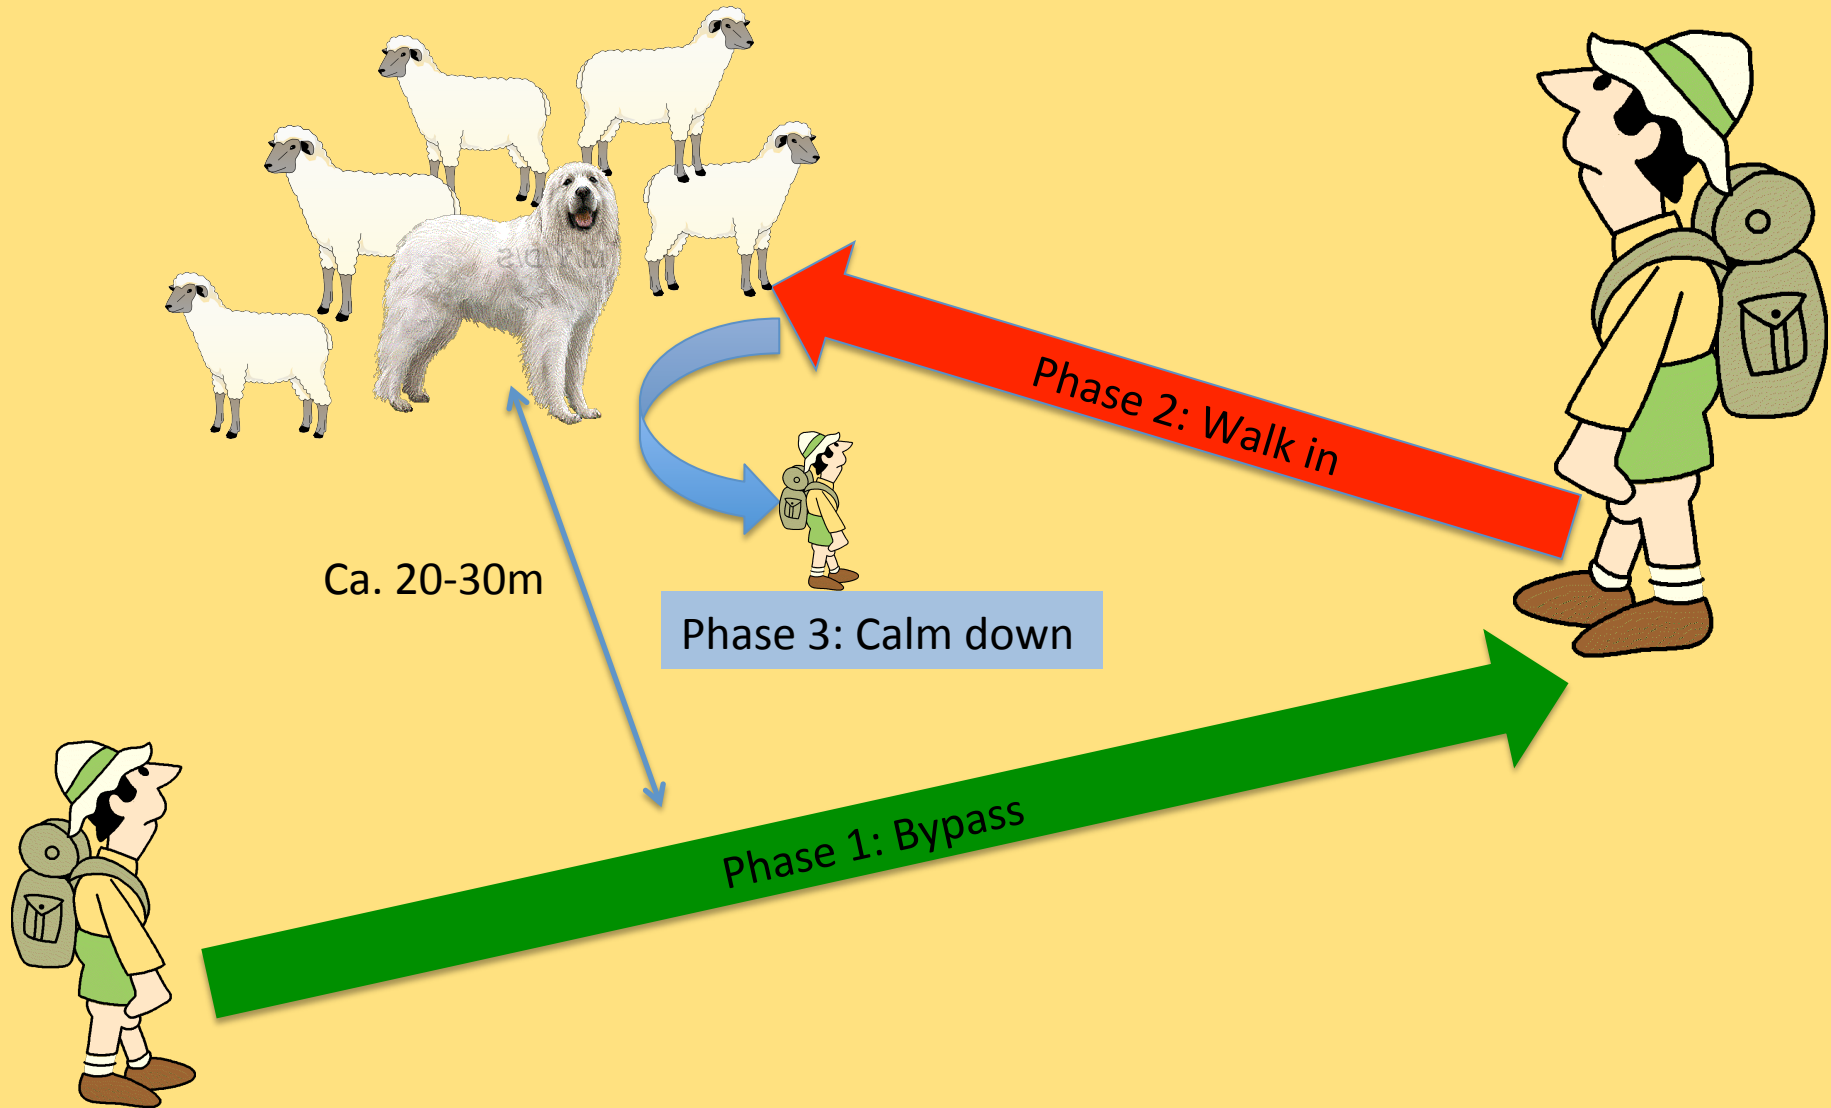 Phase 2: Walk in
Ca. 20-30m
Phase 3: Calm down
Phase 1: Bypass